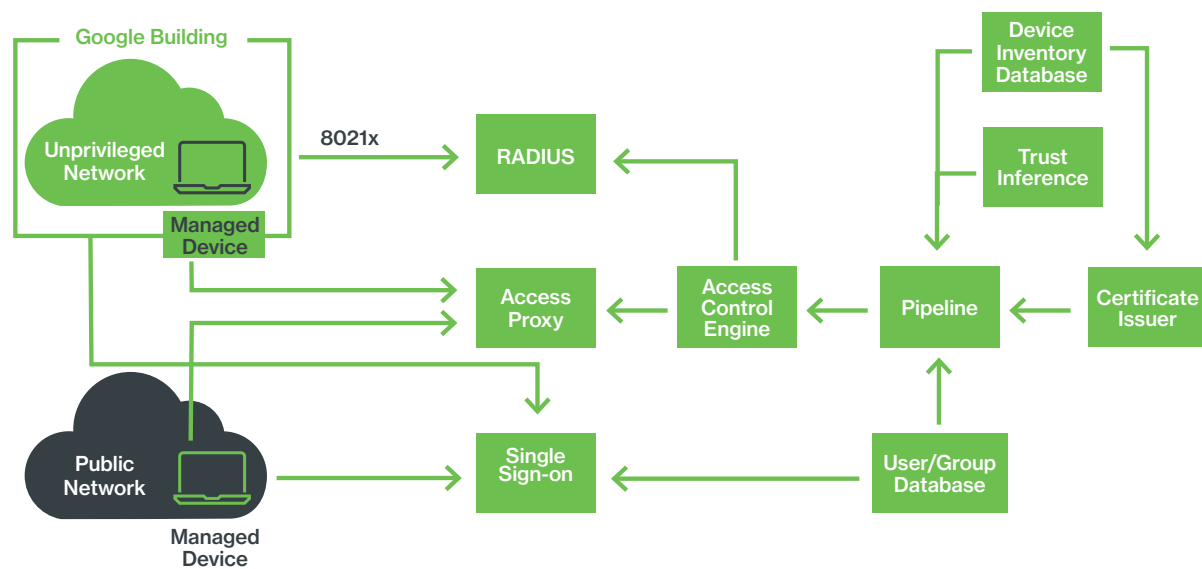 Google Building
Unprivileged
Network
Managed
Device
8021x
RADIUS
Device
Inventory
Database
Trust
Inference
Access
Proxy
Access
Control
Engine
Pipeline
Certificate
Issuer
Public
Network
Managed
Device
Single
Sign-on
User/Group
Database